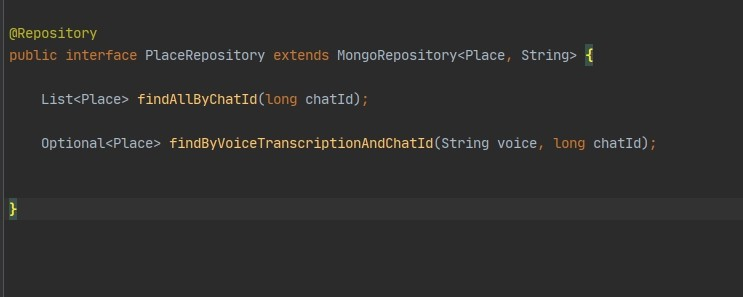 @Repository
public interface PlaceRepository extends MongoRepository<Place, String> {
List<Place> findAllByChatId(long chatId);
Optional<Place> findByVoiceTranscriptionAndChatId(String voice, long chatId);
}